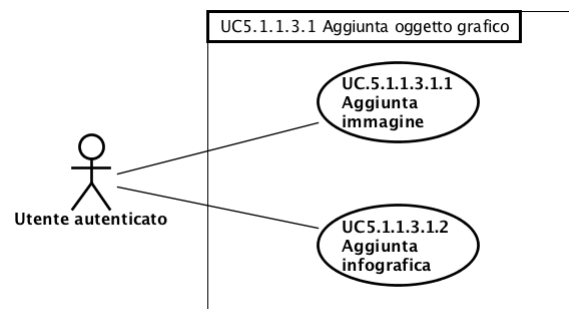 UC5.1.1.3.1 Aggiunta oggetto grafico
UC.5.1.1.3.1.1
Aggiunta
immagine
Utente autenticato
UC5.1.1.3.1.2
Aggiunta
infografica